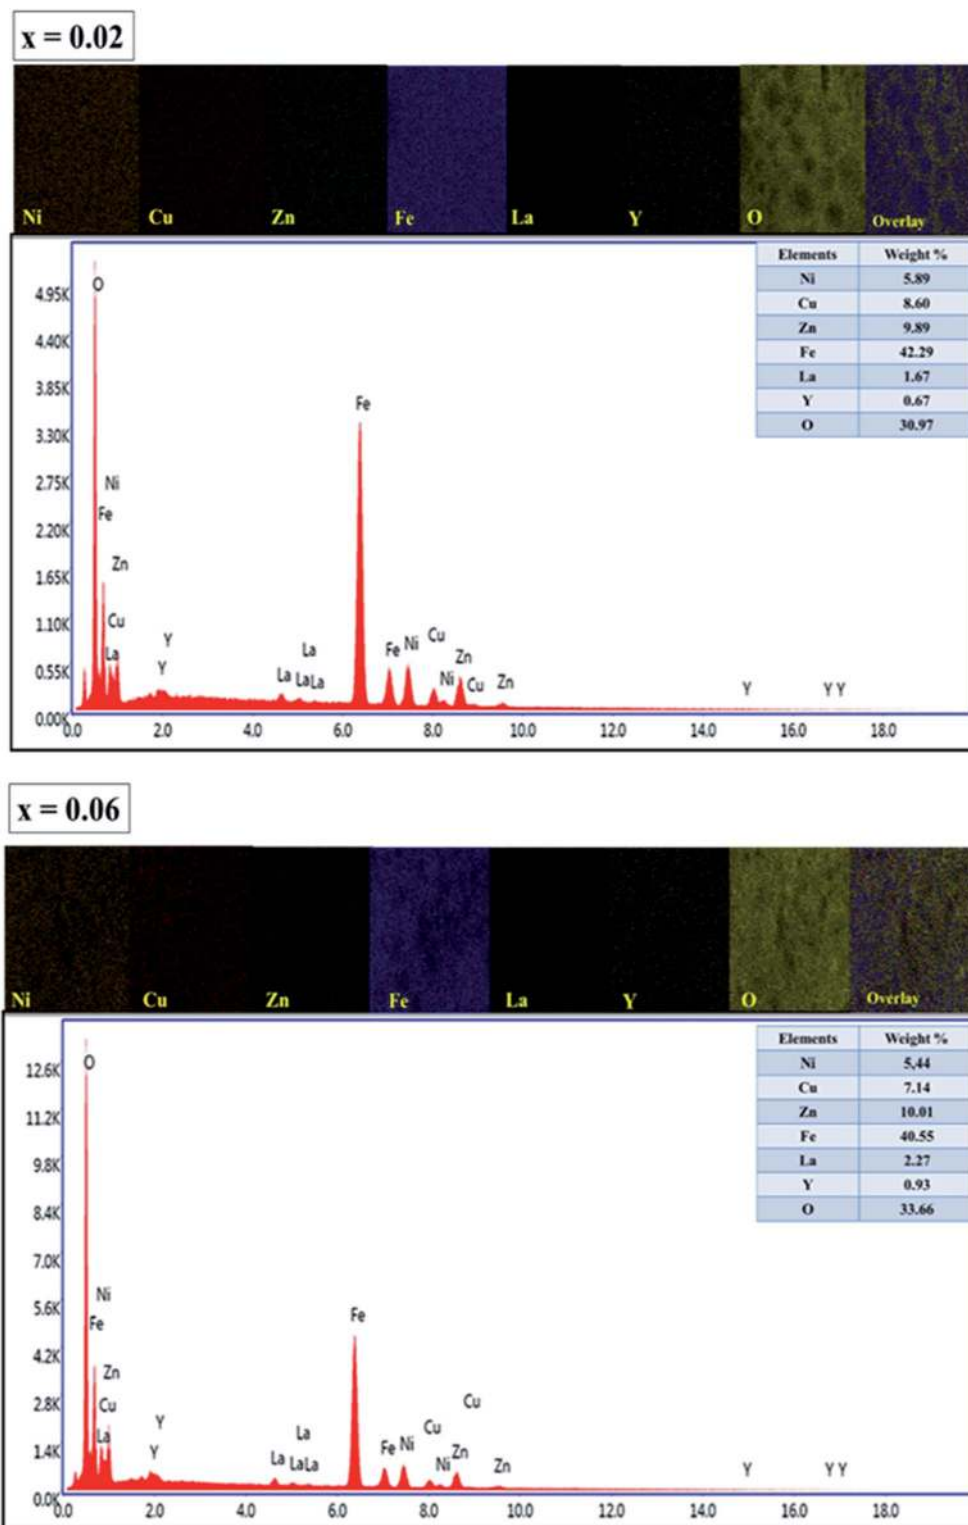 x = 0.02
Ni Cu Zn Fe La Y O Overlay
Elements Weight %
Ni 5.89
Cu 8.60
Zn 9.89
Fe 42.29
La 1.67
Y 0.67
O 30.97
4.95K
4.40K
3.85K
3.30K
2.75K
2.20K
1.65K
1.10K
0.55K
0.00K
O
Ni
Fe
Zn
Cu
La
Y
Y
La
La La La
Fe
Fe Ni Cu
Ni Zn
Cu Zn
Y Y Y
0.0 2.0 4.0 6.0 8.0 10.0 12.0 14.0 16.0 18.0
x = 0.06
Ni Cu Zn Fe La Y O Overlay
Elements Weight %
Ni 5.44
Cu 7.14
Zn 10.01
Fe 40.55
La 2.27
Y 0.93
O 33.66
12.6K
11.2K
9.8K
8.4K
7.0K
5.6K
4.2K
2.8K
1.4K
0.0K
O
Ni
Fe
Zn
Cu
La
Y
Y
La
La La La
Fe
Fe Ni Cu
Cu
Ni Zn
Zn
Y Y Y
0.0 2.0 4.0 6.0 8.0 10.0 12.0 14.0 16.0 18.0